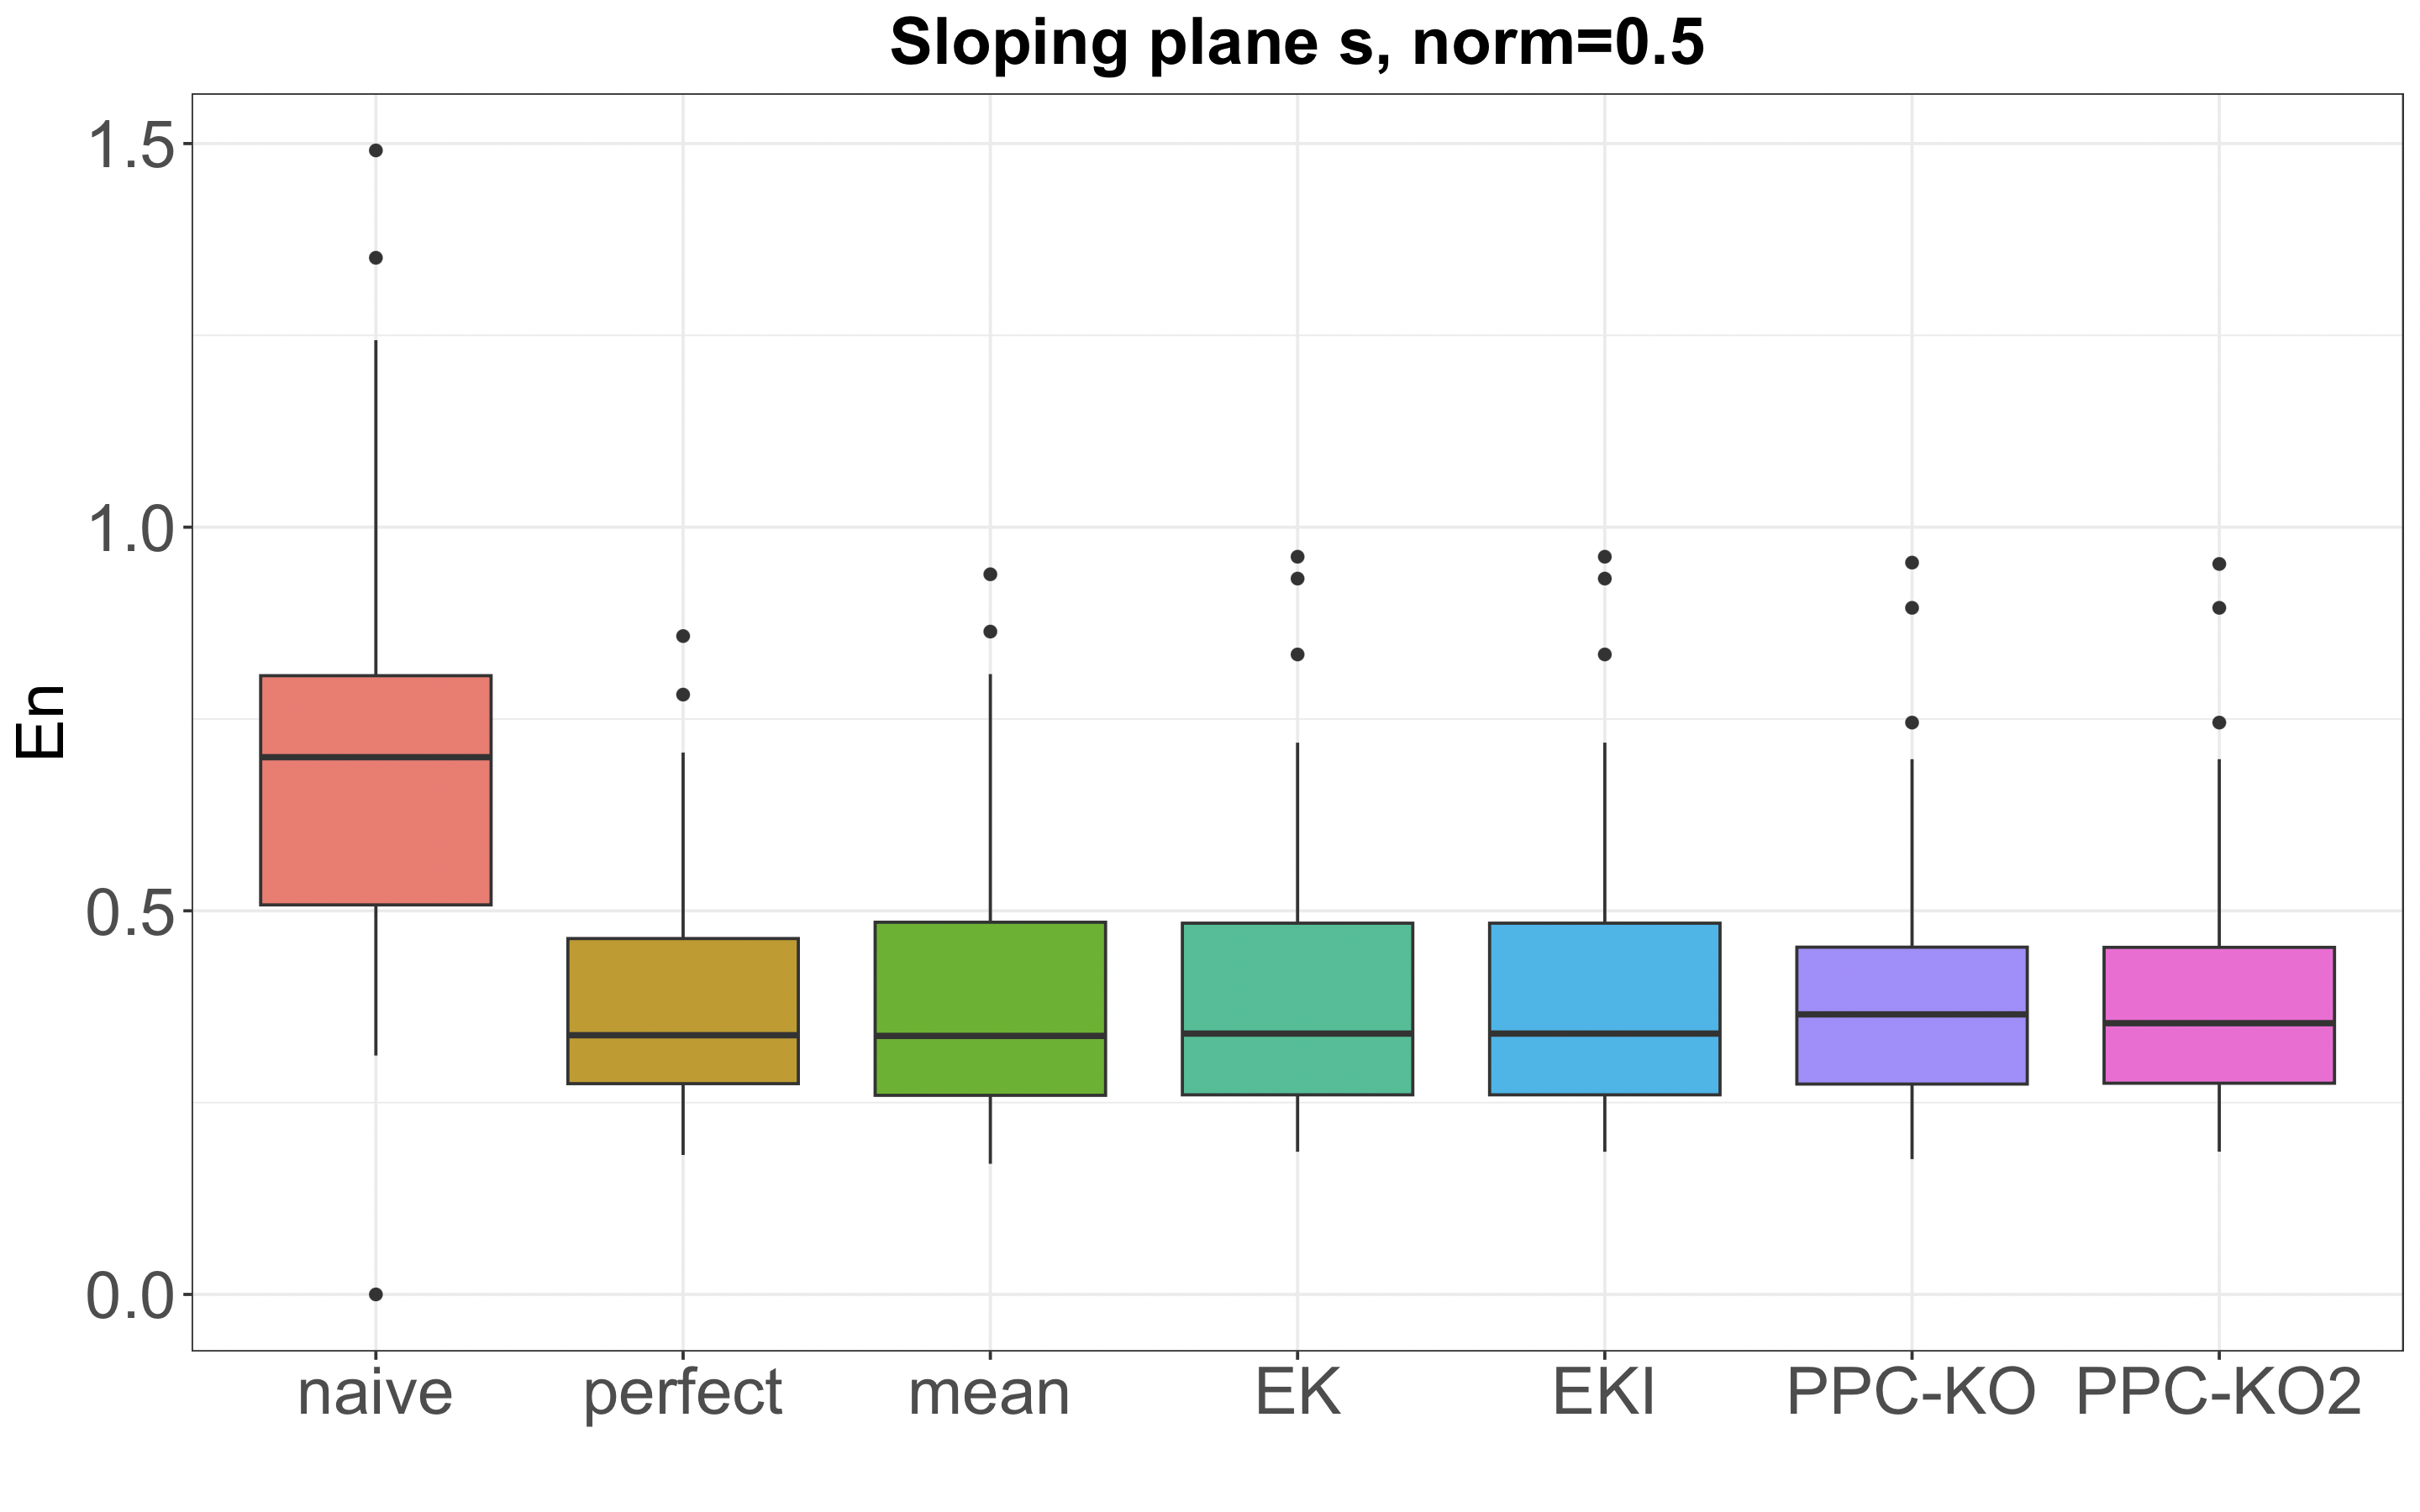 Sloping plane s, norm=0.5
En
1.5
1.0
0.5
0.0
naive perfect mean EK EKI PPC-KO PPC-KO2